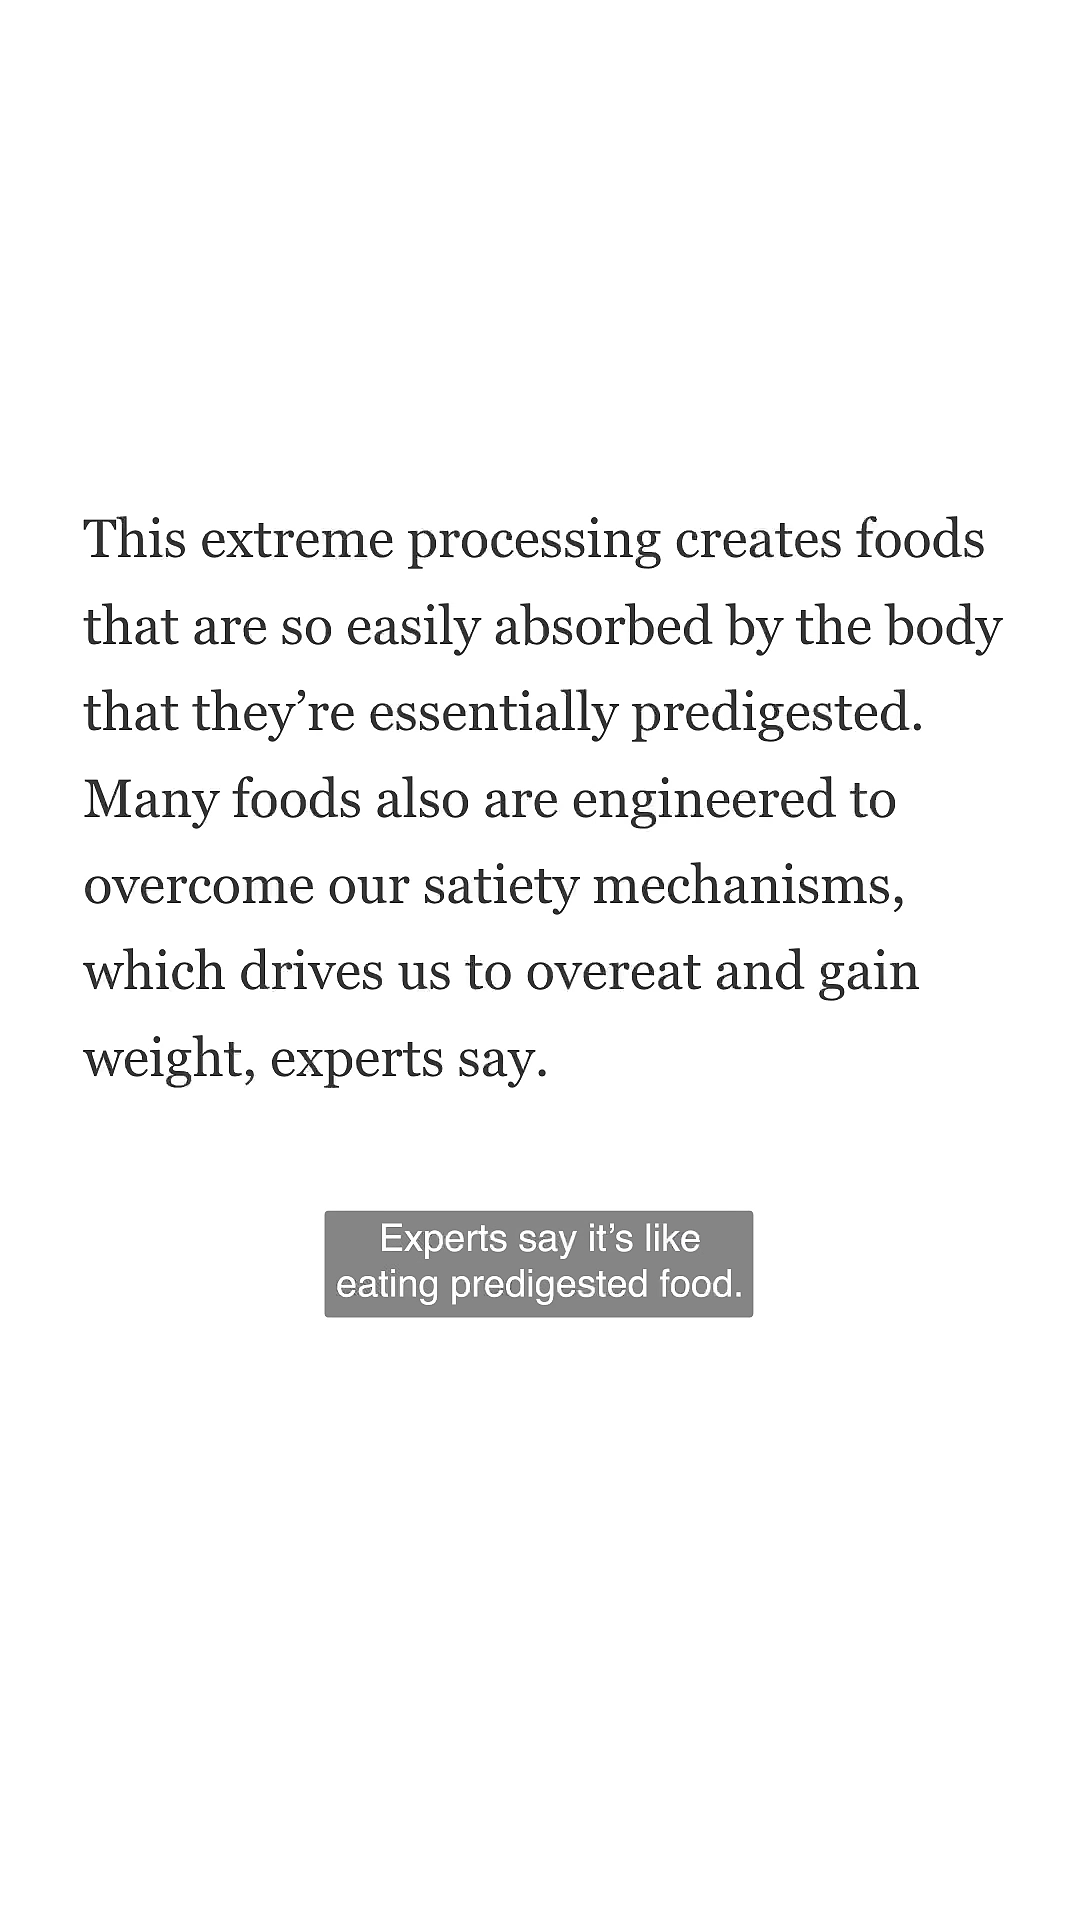 This extreme processing creates foods
that are so easily absorbed by the body
that they’re essentially predigested.
Many foods also are engineered to
overcome our satiety mechanisms,
which drives us to overeat and gain
weight, experts say.
Experts say it’s like
eating predigested food.